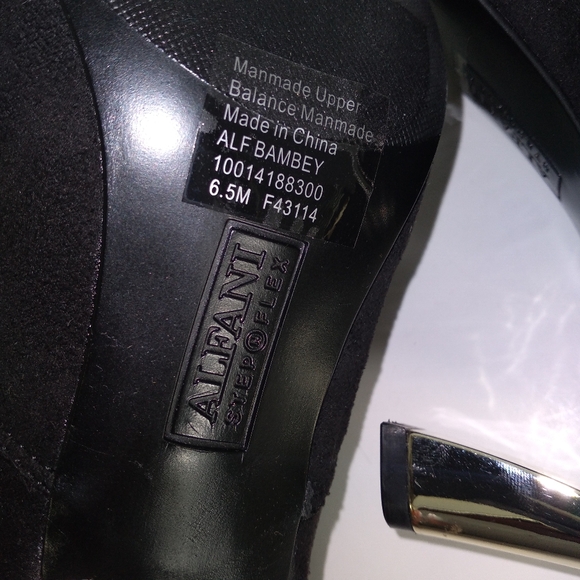 Manmade Upper
Balance Manmade
Made in China
ALF BAMBEY
10014188300
6.5M F43114
ALFANI
STEP FLEX